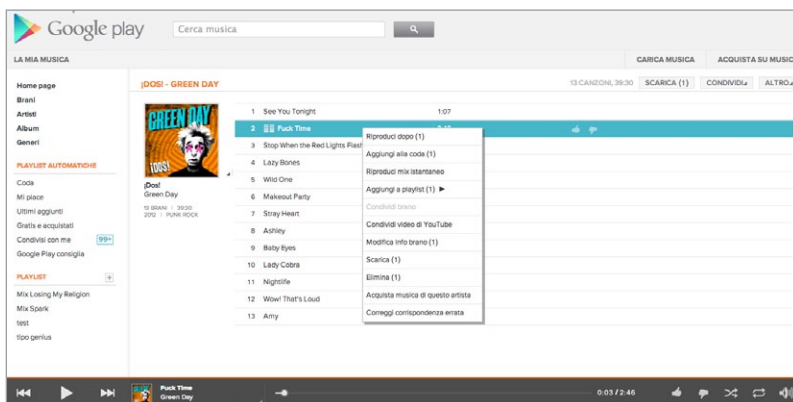 Google play
Cerca musica
LA MIA MUSICA
CARICA MUSICA
ACQUISTA SU MUSIC
Home page
Brani
Artisti
Album
Generi
PLAYLIST AUTOMATICHE
Coda
Mi piace
Ultimi aggiunti
Gratis e acquistati
Condivisi con me 99+
Google Play consiglia
PLAYLIST +
Mix Losing My Religion
Mix Spark
test
tipo genius
¡DOS! - GREEN DAY
13 CANZONI, 39:30
SCARICA (1)
CONDIVIDI
ALTRO
GREEN DAY
¡DOS!
¡Dos!
Green Day
13 BRANI | 39:30
2012 | PUNK ROCK
1 See You Tonight 1:07
2 Fuck Time
3 Stop When the Red Lights Flash
4 Lazy Bones
5 Wild One
6 Makeout Party
7 Stray Heart
8 Ashley
9 Baby Eyes
10 Lady Cobra
11 Nightlife
12 Wow! That's Loud
13 Amy
Riproduci dopo (1)
Aggiungi alla coda (1)
Riproduci mix istantaneo
Aggiungi a playlist (1)
Condividi brano
Condividi video di YouTube
Modifica info brano (1)
Scarica (1)
Elimina (1)
Acquista musica di questo artista
Correggi corrispondenza errata
Fuck Time
Green Day
0:03 / 2:46